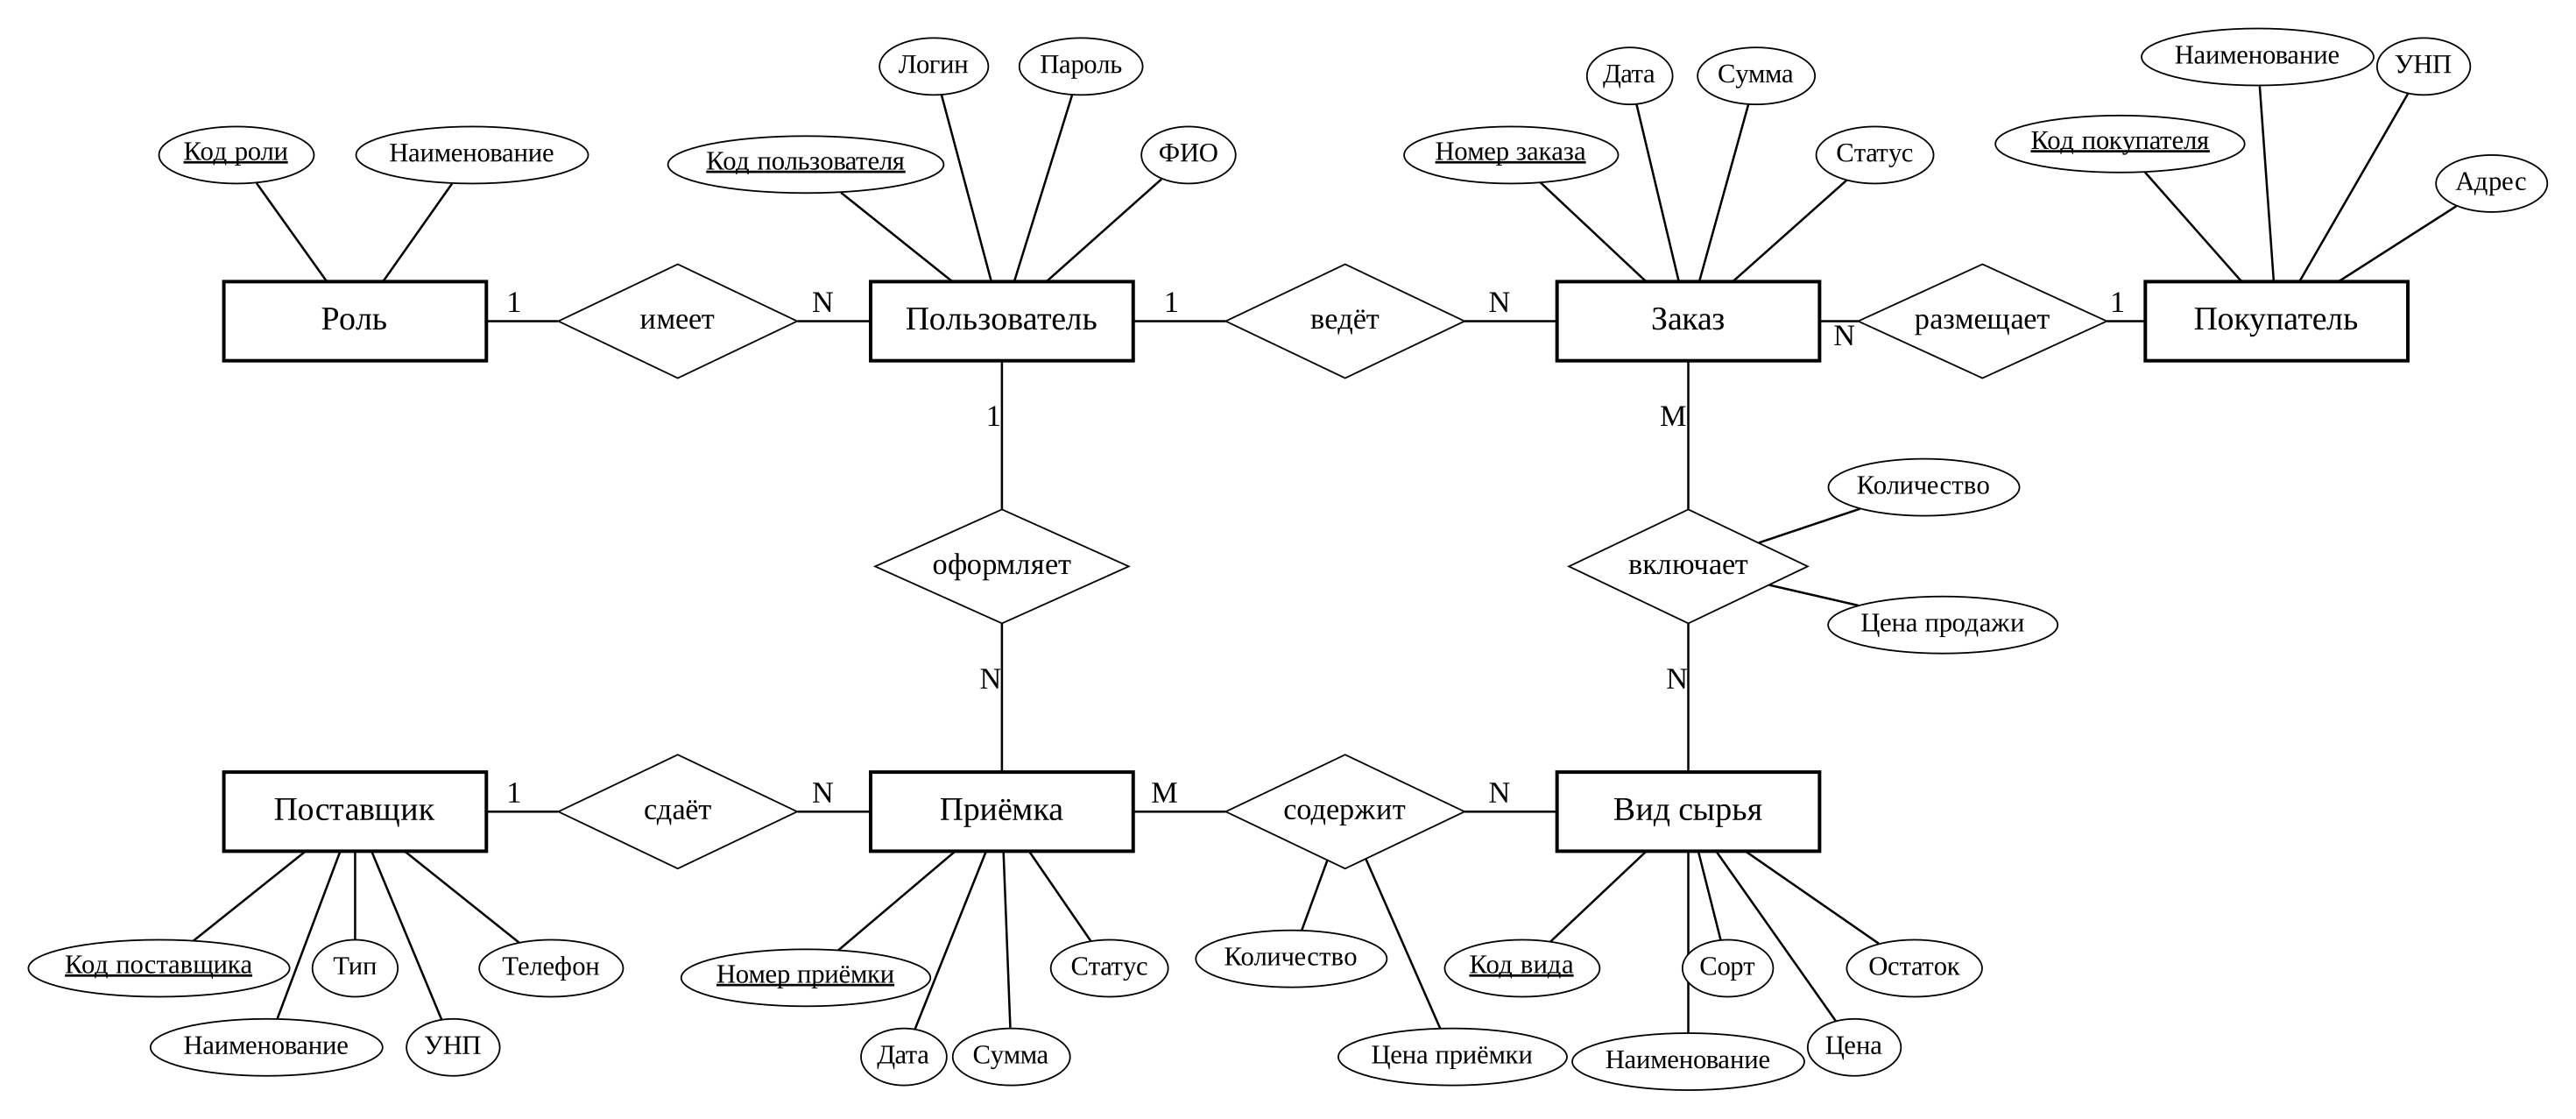 Наименование
УНП
Логин
Пароль
Дата
Сумма
Код покупателя
Код роли
Наименование
Код пользователя
ФИО
Номер заказа
Статус
Адрес
Роль
1
имеет
N
Пользователь
1
ведёт
N
Заказ
N
размещает
1
Покупатель
1
M
Количество
оформляет
включает
Цена продажи
N
N
Поставщик
1
сдаёт
N
Приёмка
M
содержит
N
Вид сырья
Код поставщика
Тип
Телефон
Номер приёмки
Статус
Количество
Код вида
Сорт
Остаток
Наименование
УНП
Дата
Сумма
Цена приёмки
Наименование
Цена